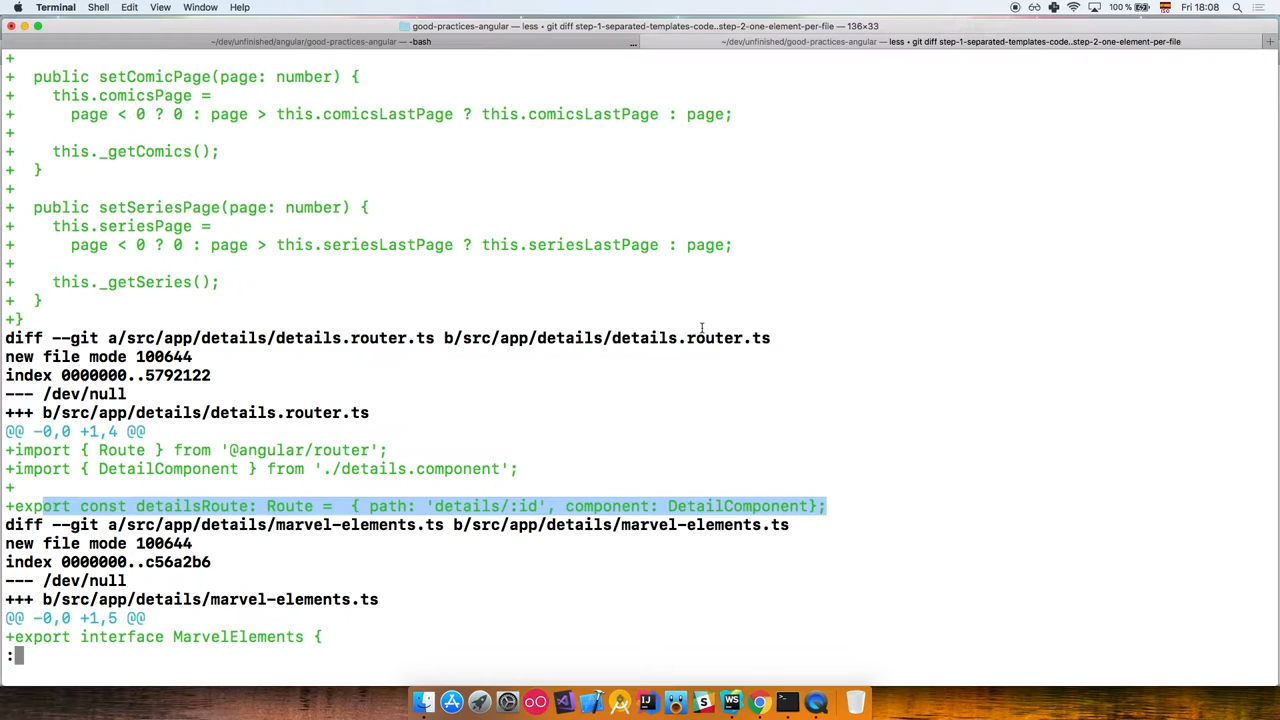 Terminal Shell Edit View Window Help 100 % Fri 18:08
good-practices-angular — less • git diff step-1-separated-templates-code..step-2-one-element-per-file — 136×33
~/dev/unfinished/angular/good-practices-angular — -bash ... ~/dev/unfinished/good-practices-angular — less • git diff step-1-separated-templates-code..step-2-one-element-per-file +
+
+  public setComicPage(page: number) {
+    this.comicsPage =
+      page < 0 ? 0 : page > this.comicsLastPage ? this.comicsLastPage : page;
+
+    this._getComics();
+  }
+
+  public setSeriesPage(page: number) {
+    this.seriesPage =
+      page < 0 ? 0 : page > this.seriesLastPage ? this.seriesLastPage : page;
+
+    this._getSeries();
+  }
+}
diff --git a/src/app/details/details.router.ts b/src/app/details/details.router.ts
new file mode 100644
index 0000000..5792122
--- /dev/null
+++ b/src/app/details/details.router.ts
@@ -0,0 +1,4 @@
+import { Route } from '@angular/router';
+import { DetailComponent } from './details.component';
+
+export const detailsRoute: Route =  { path: 'details/:id', component: DetailComponent};
diff --git a/src/app/details/marvel-elements.ts b/src/app/details/marvel-elements.ts
new file mode 100644
index 0000000..c56a2b6
--- /dev/null
+++ b/src/app/details/marvel-elements.ts
@@ -0,0 +1,5 @@
+export interface MarvelElements {
: